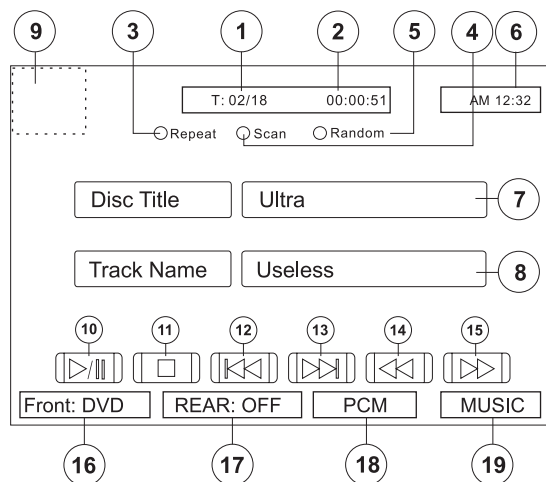 9 3 1 2 5 4 6
T: 02/18 00:00:51 AM 12:32
Repeat Scan Random
Disc Title Ultra 7
Track Name Useless 8
10 11 12 13 14 15
Front: DVD REAR: OFF PCM MUSIC
16 17 18 19